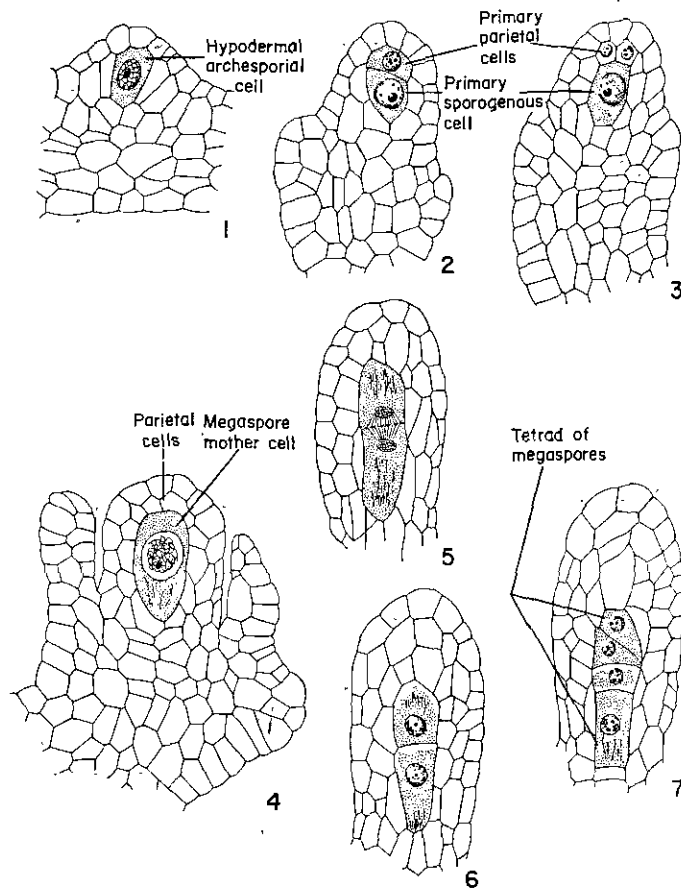 Hypodermal
archesporial
cell
Primary
parietal
cells
Primary
sporogenous
cell
1
2
3
Parietal
cells
Megaspore
mother cell
Tetrad of
megaspores
4
5
6
7